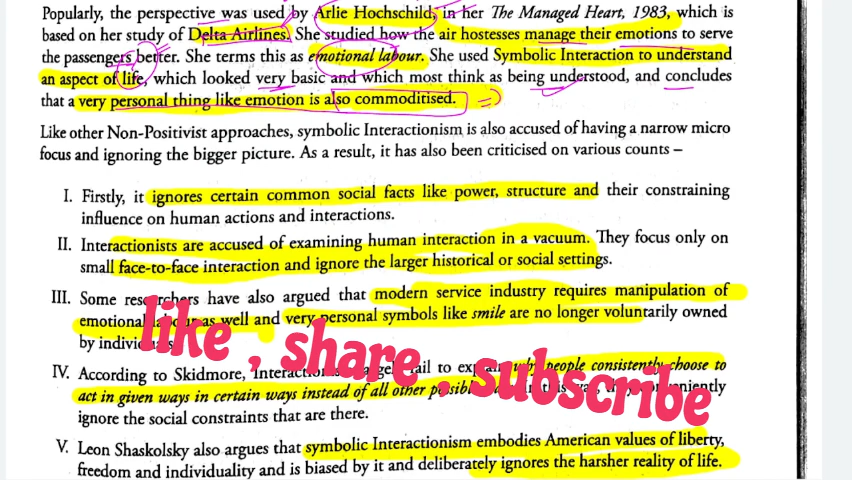 Popularly, the perspective was used by Arlie Hochschild, in her The Managed Heart, 1983, which is
based on her study of Delta Airlines. She studied how the air hostesses manage their emotions to serve
the passengers better. She terms this as emotional labour. She used Symbolic Interaction to understand
an aspect of life, which looked very basic and which most think as being understood, and concludes
that a very personal thing like emotion is also commoditised.
Like other Non-Positivist approaches, symbolic Interactionism is also accused of having a narrow micro
focus and ignoring the bigger picture. As a result, it has also been criticised on various counts –
I. Firstly, it ignores certain common social facts like power, structure and their constraining
influence on human actions and interactions.
II. Interactionists are accused of examining human interaction in a vacuum. They focus only on
small face-to-face interaction and ignore the larger historical or social settings.
III. Some researchers have also argued that modern service industry requires manipulation of
emotional as well and very personal symbols like smile are no longer voluntarily owned
by
IV. According to Skidmore, fail to people consistently choose to
act in given ways in certain ways instead of all other
ignore the social constraints that are there.
V. Leon Shaskolsky also argues that symbolic Interactionism embodies American values of liberty,
freedom and individuality and is biased by it and deliberately ignores the harsher reality of life.
like , share , subscribe